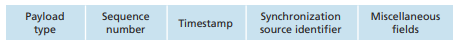 Payload type
Sequence number
Timestamp
Synchronization source identifier
Miscellaneous fields